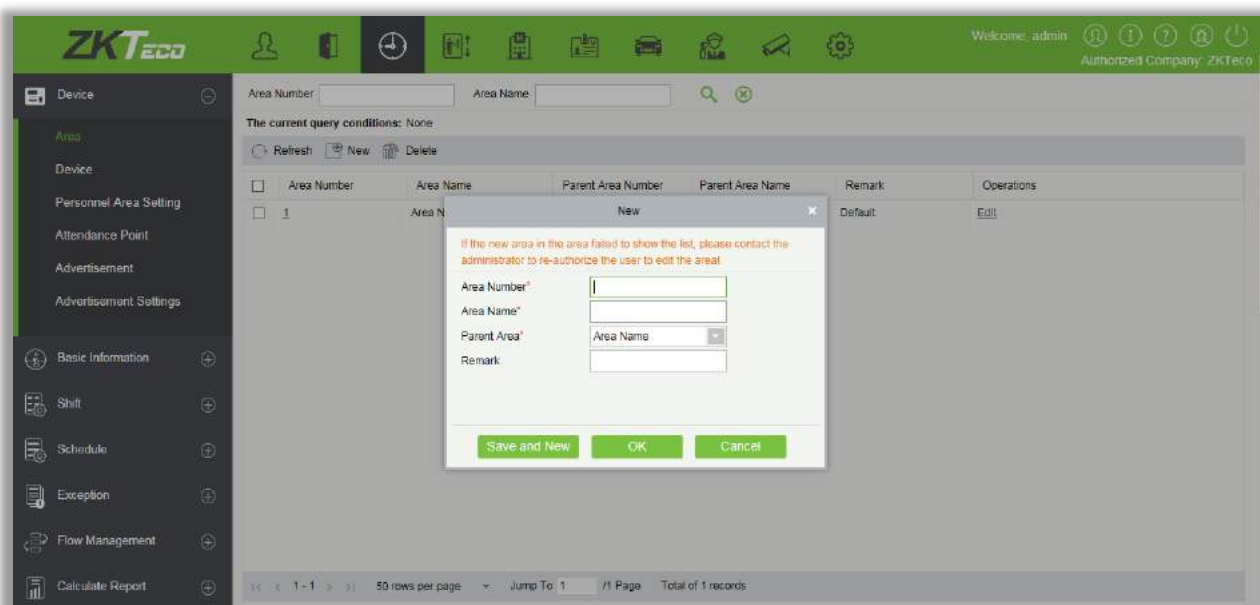 ZKTeco
Welcome, admin
Authorized Company: ZKTeco
Device
Area
Device
Personnel Area Setting
Attendance Point
Advertisement
Advertisement Settings
Basic Information
Shift
Schedule
Exception
Flow Management
Calculate Report
Area Number Area Name
The current query conditions: None
Refresh New Delete
Area Number Area Name Parent Area Number Parent Area Name Remark Operations
1 Area N Default Edit
New
If the new area in the area failed to show the list, please contact the
administrator to re-authorize the user to edit the area!
Area Number*
Area Name*
Parent Area* Area Name
Remark
Save and New OK Cancel
1 - 1 50 rows per page Jump To 1 /1 Page Total of 1 records